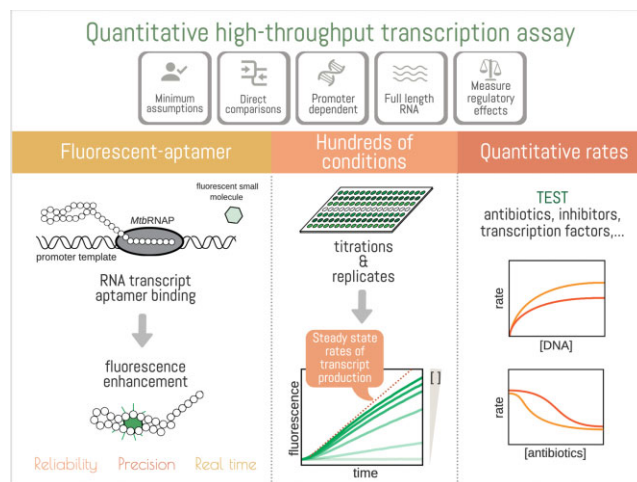 Quantitative high-throughput transcription assay
Minimum
assumptions
Direct
comparisons
Promoter
dependent
Full length
RNA
Measure
regulatory
effects
Fluorescent-aptamer
fluorescent small
molecule
MtbRNAP
promoter template
RNA transcript
aptamer binding
fluorescence
enhancement
Reliability Precision Real time
Hundreds of
conditions
titrations
&
replicates
Steady state
rates of
transcript
production
[ ]
fluorescence
time
Quantitative rates
TEST
antibiotics, inhibitors,
transcription factors,...
rate
[DNA]
rate
[antibiotics]